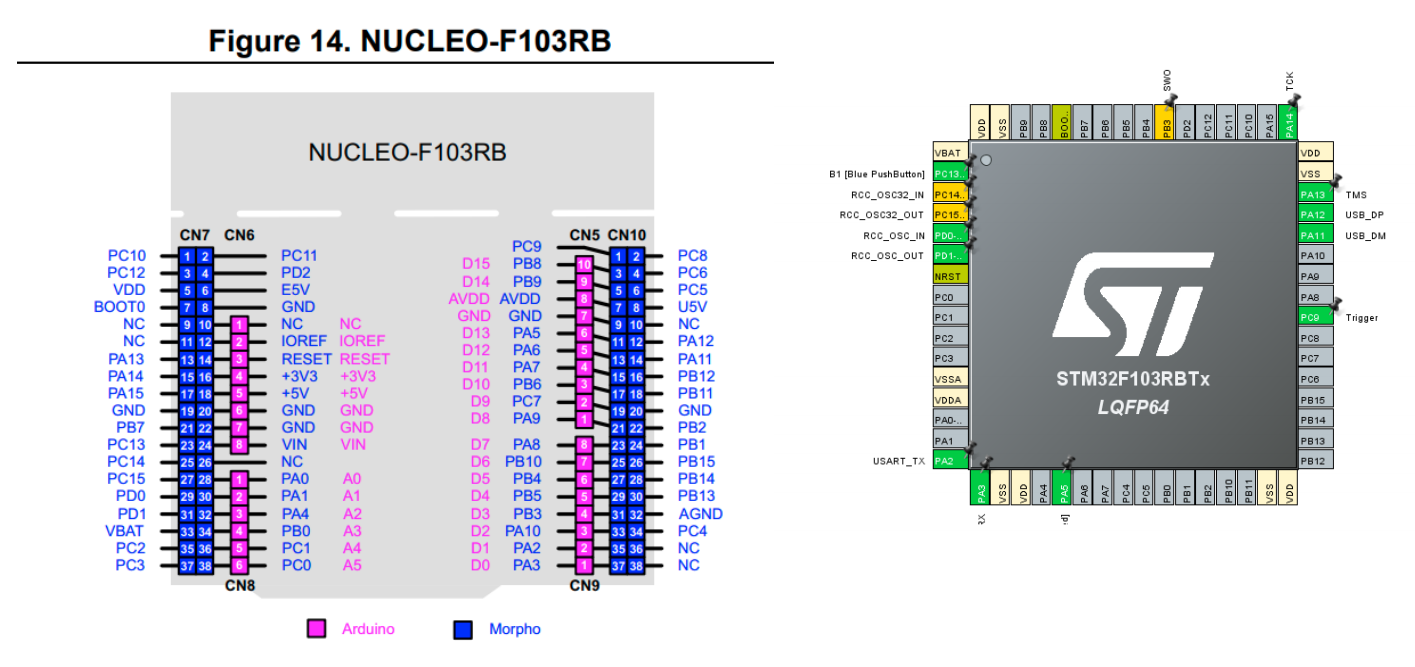 Figure 14. NUCLEO-F103RB
NUCLEO-F103RB
CN7 CN6 CN5 CN10
PC9
PC10 1 2 PC11 1 2 PC8
PC12 3 4 PD2 D15 PB8 10 3 4 PC6
VDD 5 6 E5V D14 PB9 9 5 6 PC5
BOOT0 7 8 GND AVDD AVDD 8 7 8 U5V
NC 9 10 1 NC NC GND GND 7 9 10 NC
NC 11 12 2 IOREF IOREF D13 PA5 6 11 12 PA12
PA13 13 14 3 RESET RESET D12 PA6 5 13 14 PA11
PA14 15 16 4 +3V3 +3V3 D11 PA7 4 15 16 PB12
PA15 17 18 5 +5V +5V D10 PB6 3 17 18 PB11
GND 19 20 6 GND GND D9 PC7 2 19 20 GND
PB7 21 22 7 GND GND D8 PA9 1 21 22 PB2
PC13 23 24 8 VIN VIN D7 PA8 8 23 24 PB1
PC14 25 26 NC D6 PB10 7 25 26 PB15
PC15 27 28 1 PA0 A0 D5 PB4 6 27 28 PB14
PD0 29 30 2 PA1 A1 D4 PB5 5 29 30 PB13
PD1 31 32 3 PA4 A2 D3 PB3 4 31 32 AGND
VBAT 33 34 4 PB0 A3 D2 PA10 3 33 34 PC4
PC2 35 36 5 PC1 A4 D1 PA2 2 35 36 NC
PC3 37 38 6 PC0 A5 D0 PA3 1 37 38 NC
CN8 CN9
Arduino Morpho
SWO TCK
VDD VSS PB9 PB8 BOO.. PB7 PB6 PB5 PB4 PB3 PD2 PC12 PC11 PC10 PA15 PA14
VBAT VDD
B1 [Blue PushButton] PC13.. VSS
RCC_OSC32_IN PC14.. PA13 TMS
RCC_OSC32_OUT PC15.. PA12 USB_DP
RCC_OSC_IN PD0-.. PA11 USB_DM
RCC_OSC_OUT PD1-.. PA10
NRST PA9
PC0 PA8
PC1 PC9 Trigger
PC2 PC8
PC3 PC7
VSSA PC6
VDDA PB15
PA0-.. PB14
PA1 PB13
USART_TX PA2 PB12
ST
STM32F103RBTx
LQFP64
PA3 VSS VDD PA4 PA5 PA6 PA7 PC4 PC5 PB0 PB1 PB2 PB10 PB11 VSS VDD